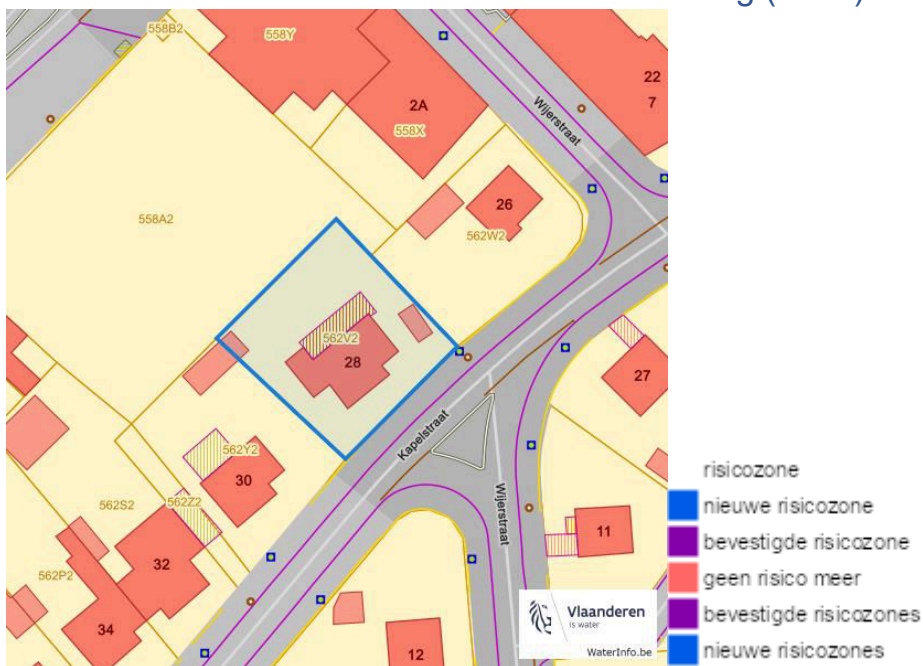 558B2
558Y
2A
558X
22
7
Wijerstraat
26
562W2
558A2
562V2
28
27
Kapelstraat
562Y2
30
562S2
562Z2
Wijerstraat
11
32
562P2
34
12
Vlaanderen
is water
WaterInfo.be
risicozone
nieuwe risicozone
bevestigde risicozone
geen risico meer
bevestigde risicozones
nieuwe risicozones